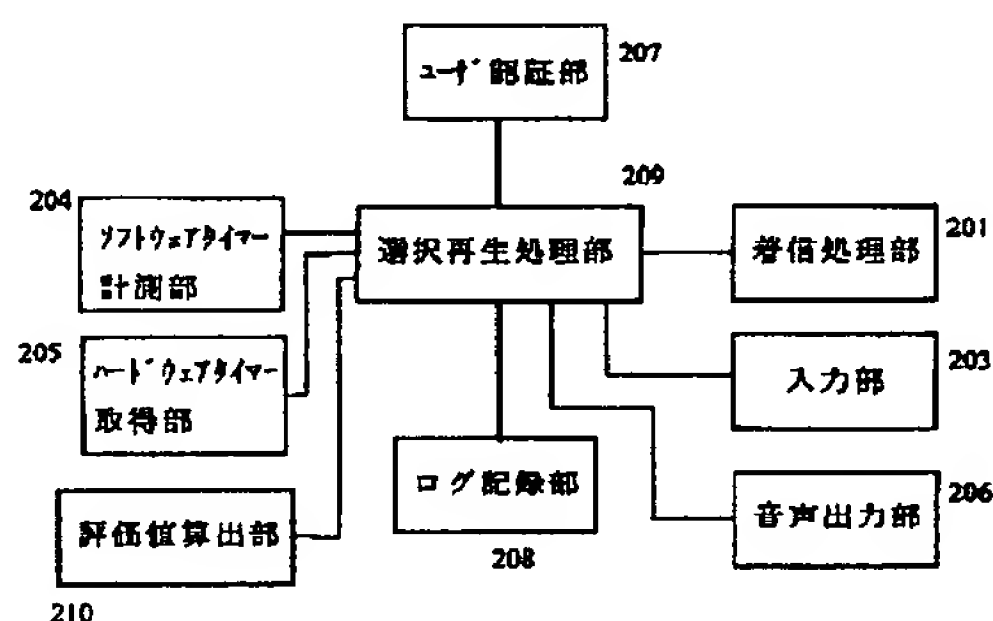 ユーザ認証部
207
209
204
ソフトウェアタイマー
計測部
選択再生処理部
着信処理部
201
205
ハードウェアタイマー
取得部
入力部
203
ログ記録部
208
音声出力部
206
評価値算出部
210